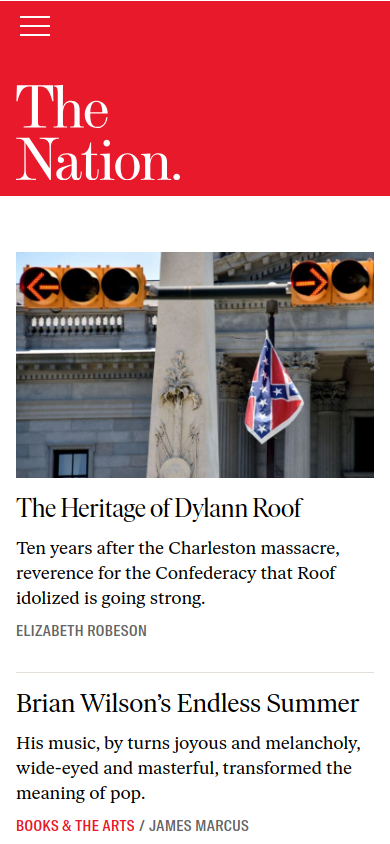 The
Nation.
The Heritage of Dylann Roof
Ten years after the Charleston massacre,
reverence for the Confederacy that Roof
idolized is going strong.
ELIZABETH ROBESON
Brian Wilson’s Endless Summer
His music, by turns joyous and melancholy,
wide-eyed and masterful, transformed the
meaning of pop.
BOOKS & THE ARTS / JAMES MARCUS